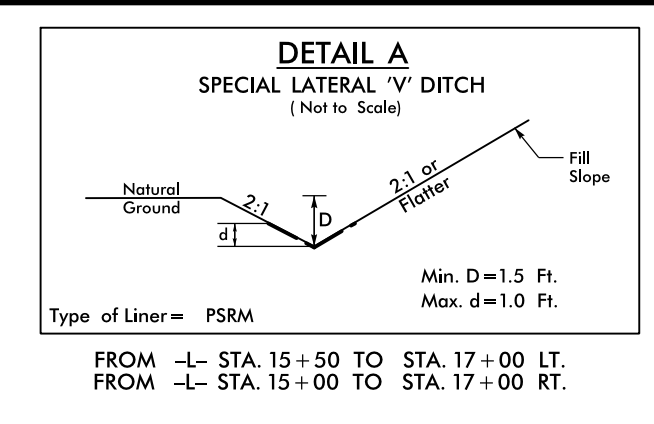 DETAIL A
SPECIAL LATERAL 'V' DITCH
( Not to Scale)
Natural
Ground
2:1
d
D
2:1 or
Flatter
Fill
Slope
Min. D=1.5 Ft.
Max. d=1.0 Ft.
Type of Liner= PSRM
FROM -L- STA. 15+50 TO STA. 17+00 LT.
FROM -L- STA. 15+00 TO STA. 17+00 RT.